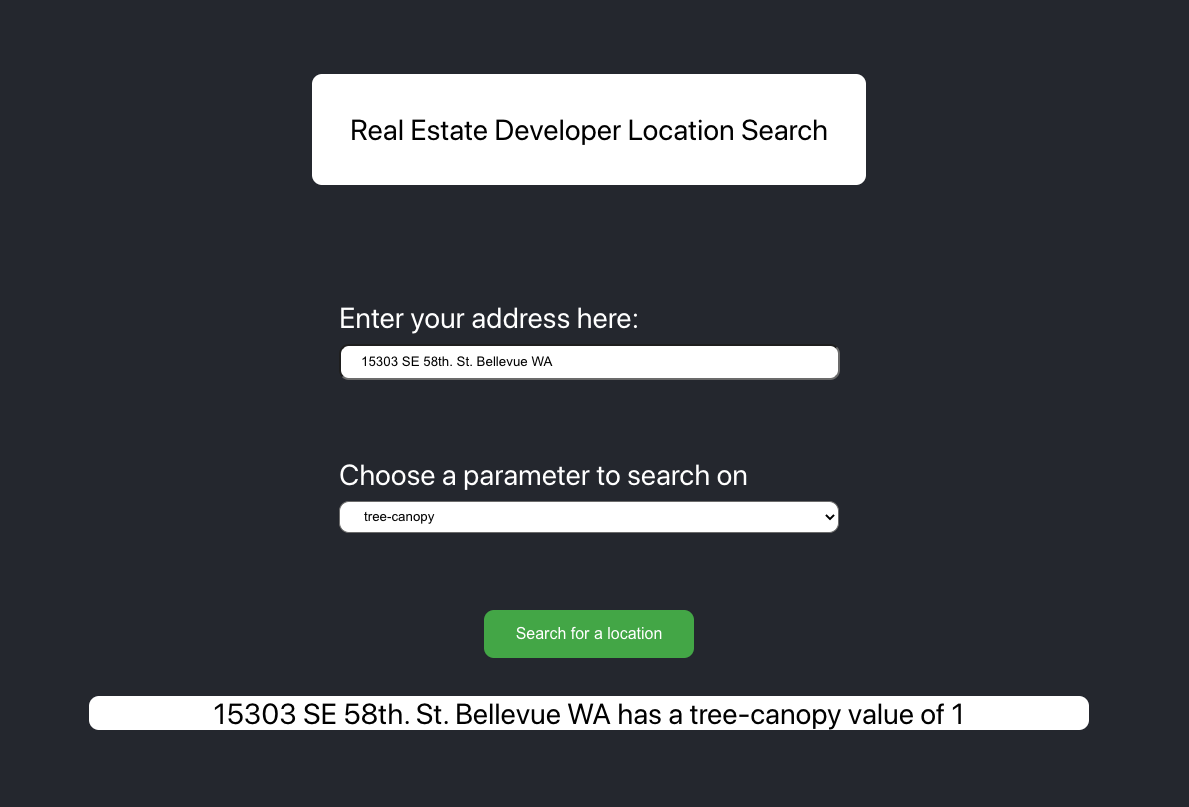 Real Estate Developer Location Search
Enter your address here:
15303 SE 58th. St. Bellevue WA
Choose a parameter to search on
tree-canopy
Search for a location
15303 SE 58th. St. Bellevue WA has a tree-canopy value of 1